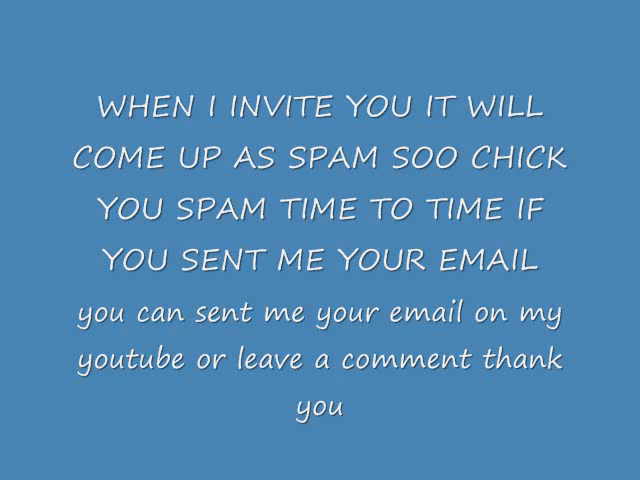 WHEN I INVITE YOU IT WILL
COME UP AS SPAM SOO CHICK
YOU SPAM TIME TO TIME IF
YOU SENT ME YOUR EMAIL
you can sent me your email on my
youtube or leave a comment thank
you